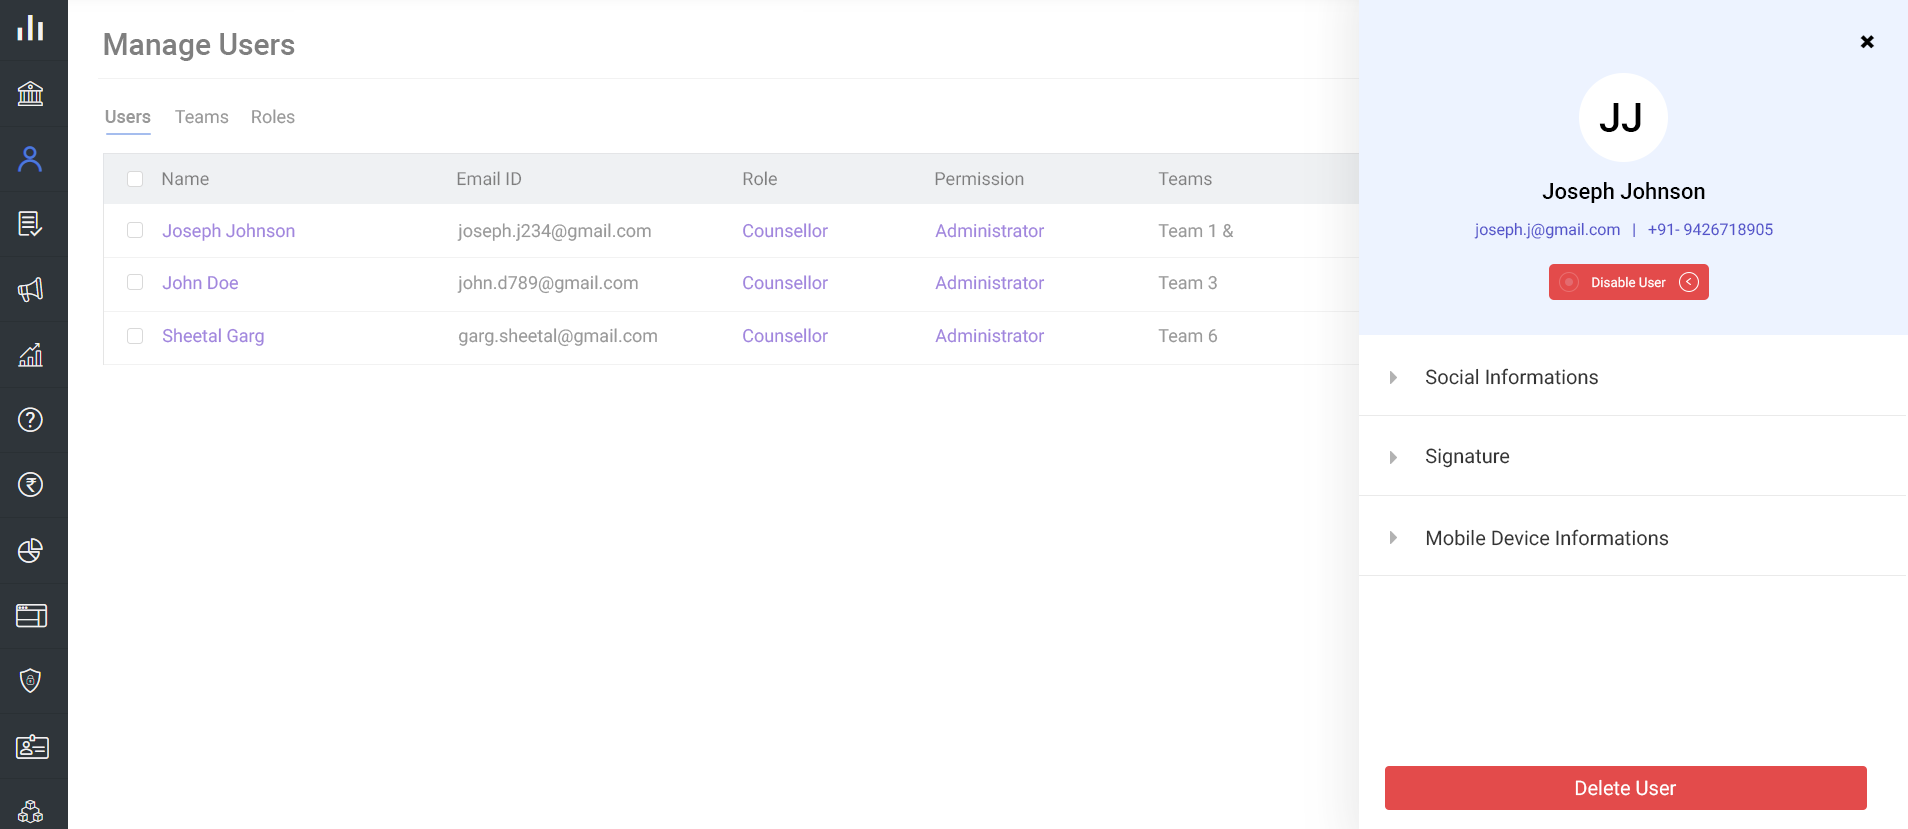 Manage Users
Users Teams Roles
Name Email ID Role Permission Teams
Joseph Johnson joseph.j234@gmail.com Counsellor Administrator Team 1 &
John Doe john.d789@gmail.com Counsellor Administrator Team 3
Sheetal Garg garg.sheetal@gmail.com Counsellor Administrator Team 6
JJ
Joseph Johnson
joseph.j@gmail.com | +91- 9426718905
Disable User
Social Informations
Signature
Mobile Device Informations
Delete User